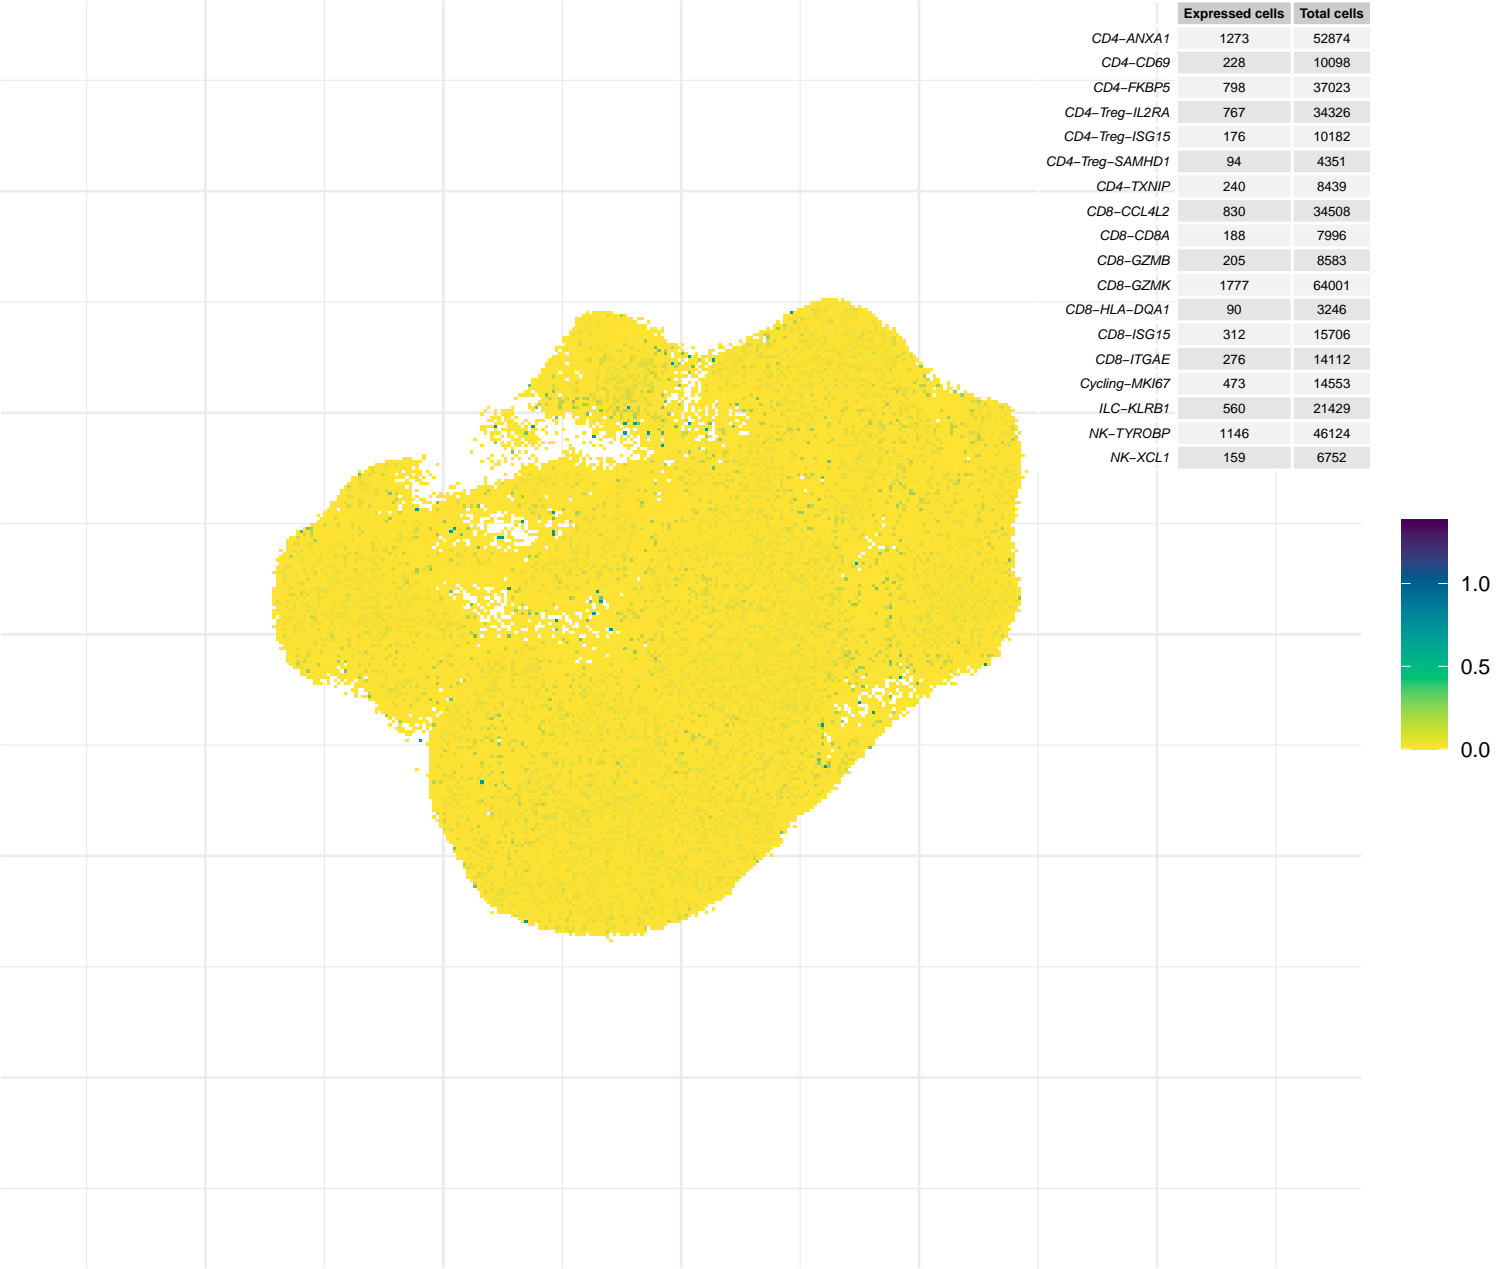 Expressed cells Total cells
CD4−ANXA1 1273 52874
CD4−CD69 228 10098
CD4−FKBP5 798 37023
CD4−Treg−IL2RA 767 34326
CD4−Treg−ISG15 176 10182
CD4−Treg−SAMHD1 94 4351
CD4−TXNIP 240 8439
CD8−CCL4L2 830 34508
CD8−CD8A 188 7996
CD8−GZMB 205 8583
CD8−GZMK 1777 64001
CD8−HLA−DQA1 90 3246
CD8−ISG15 312 15706
CD8−ITGAE 276 14112
Cycling−MKI67 473 14553
ILC−KLRB1 560 21429
NK−TYROBP 1146 46124
NK−XCL1 159 6752
1.0
0.5
0.0